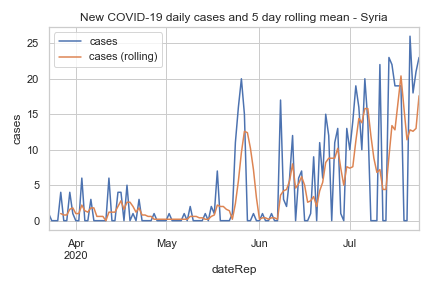 New COVID-19 daily cases and 5 day rolling mean - Syria
cases
cases (rolling)
25
20
15
10
5
0
cases
Apr
2020
May
Jun
Jul
dateRep